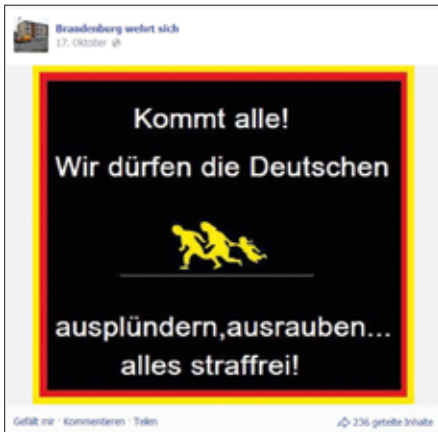 Brandenburg wehrt sich
17. Oktober
Kommt alle!
Wir dürfen die Deutschen
ausplündern,ausrauben...
alles straffrei!
Gefällt mir · Kommentieren · Teilen
236 geteilte Inhalte